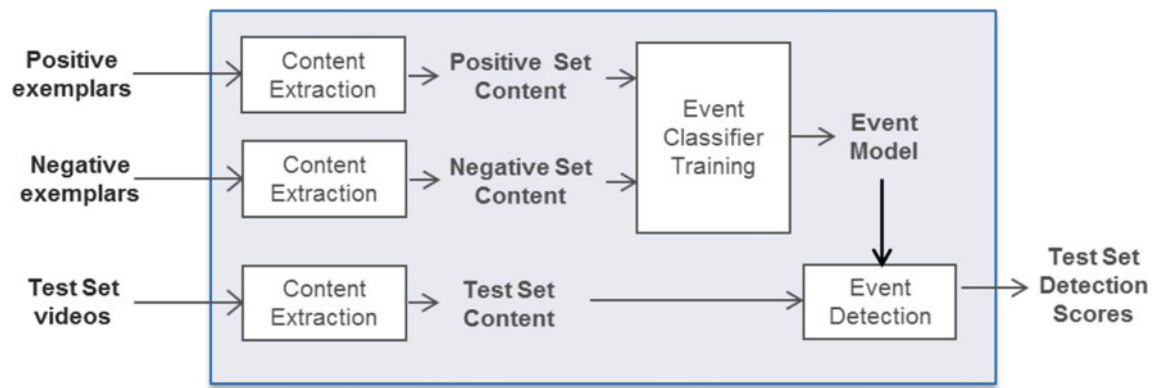 Positive
exemplars
Content
Extraction
Positive Set
Content
Negative
exemplars
Content
Extraction
Negative Set
Content
Event
Classifier
Training
Event
Model
Test Set
videos
Content
Extraction
Test Set
Content
Event
Detection
Test Set
Detection
Scores